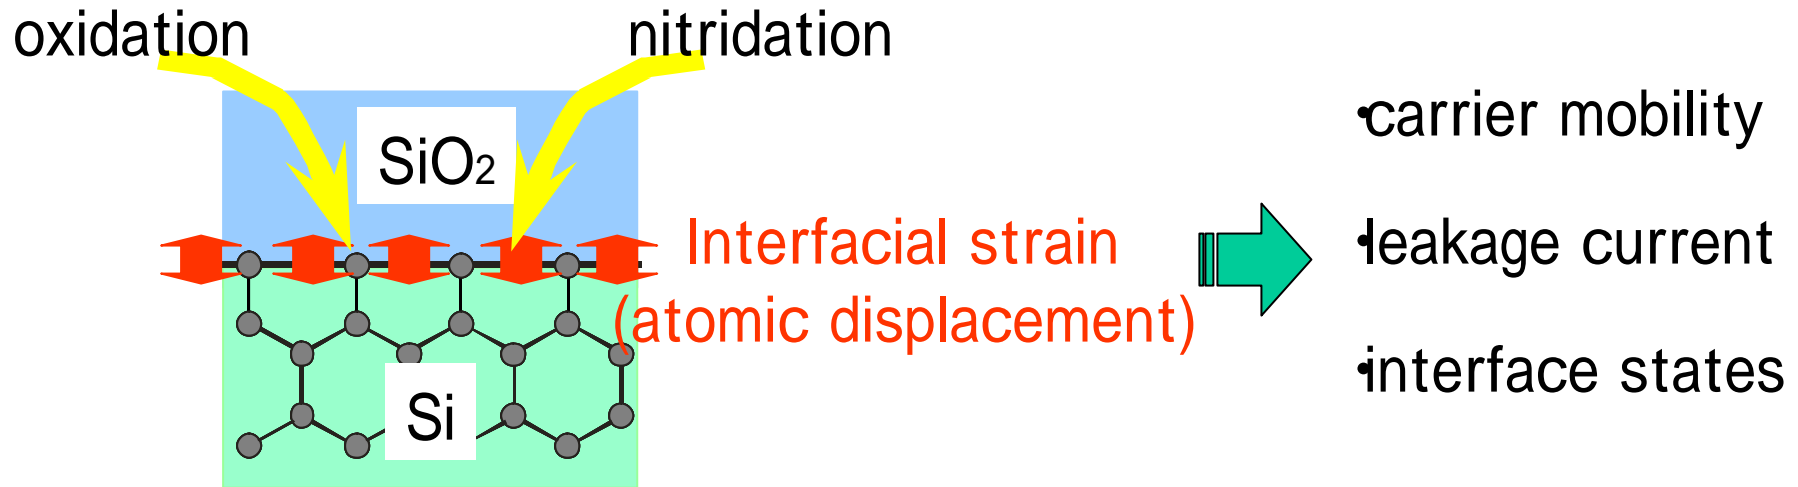 oxidation
nitridation
SiO₂
Interfacial strain
(atomic displacement)
Si
•carrier mobility
•leakage current
•interface states